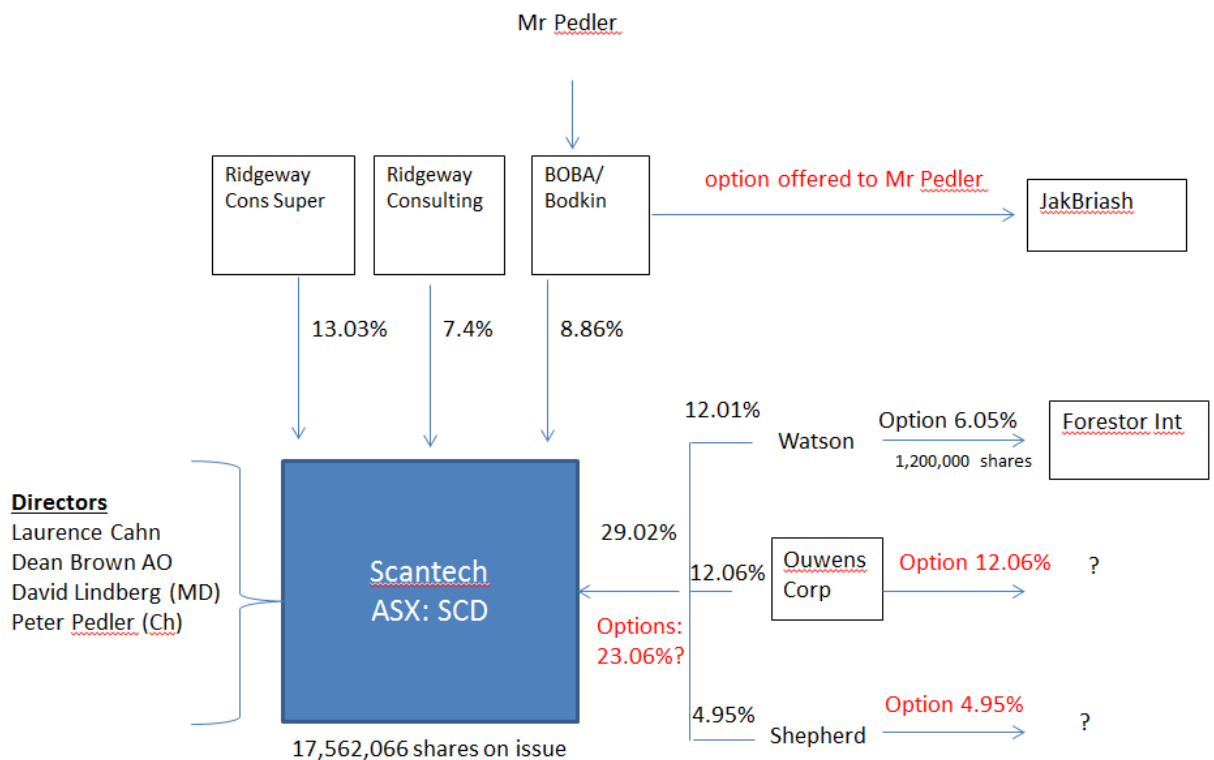 Mr Pedler
Ridgeway
Cons Super
Ridgeway
Consulting
BOBA/
Bodkin
option offered to Mr Pedler
JakBriash
13.03%
7.4%
8.86%
12.01%
Watson
Option 6.05%
1,200,000 shares
Forestor Int
Directors
Laurence Cahn
Dean Brown AO
David Lindberg (MD)
Peter Pedler (Ch)
Scantech
ASX: SCD
29.02%
12.06%
Ouwens
Corp
Option 12.06%
?
Options:
23.06%?
4.95%
Shepherd
Option 4.95%
?
17,562,066 shares on issue